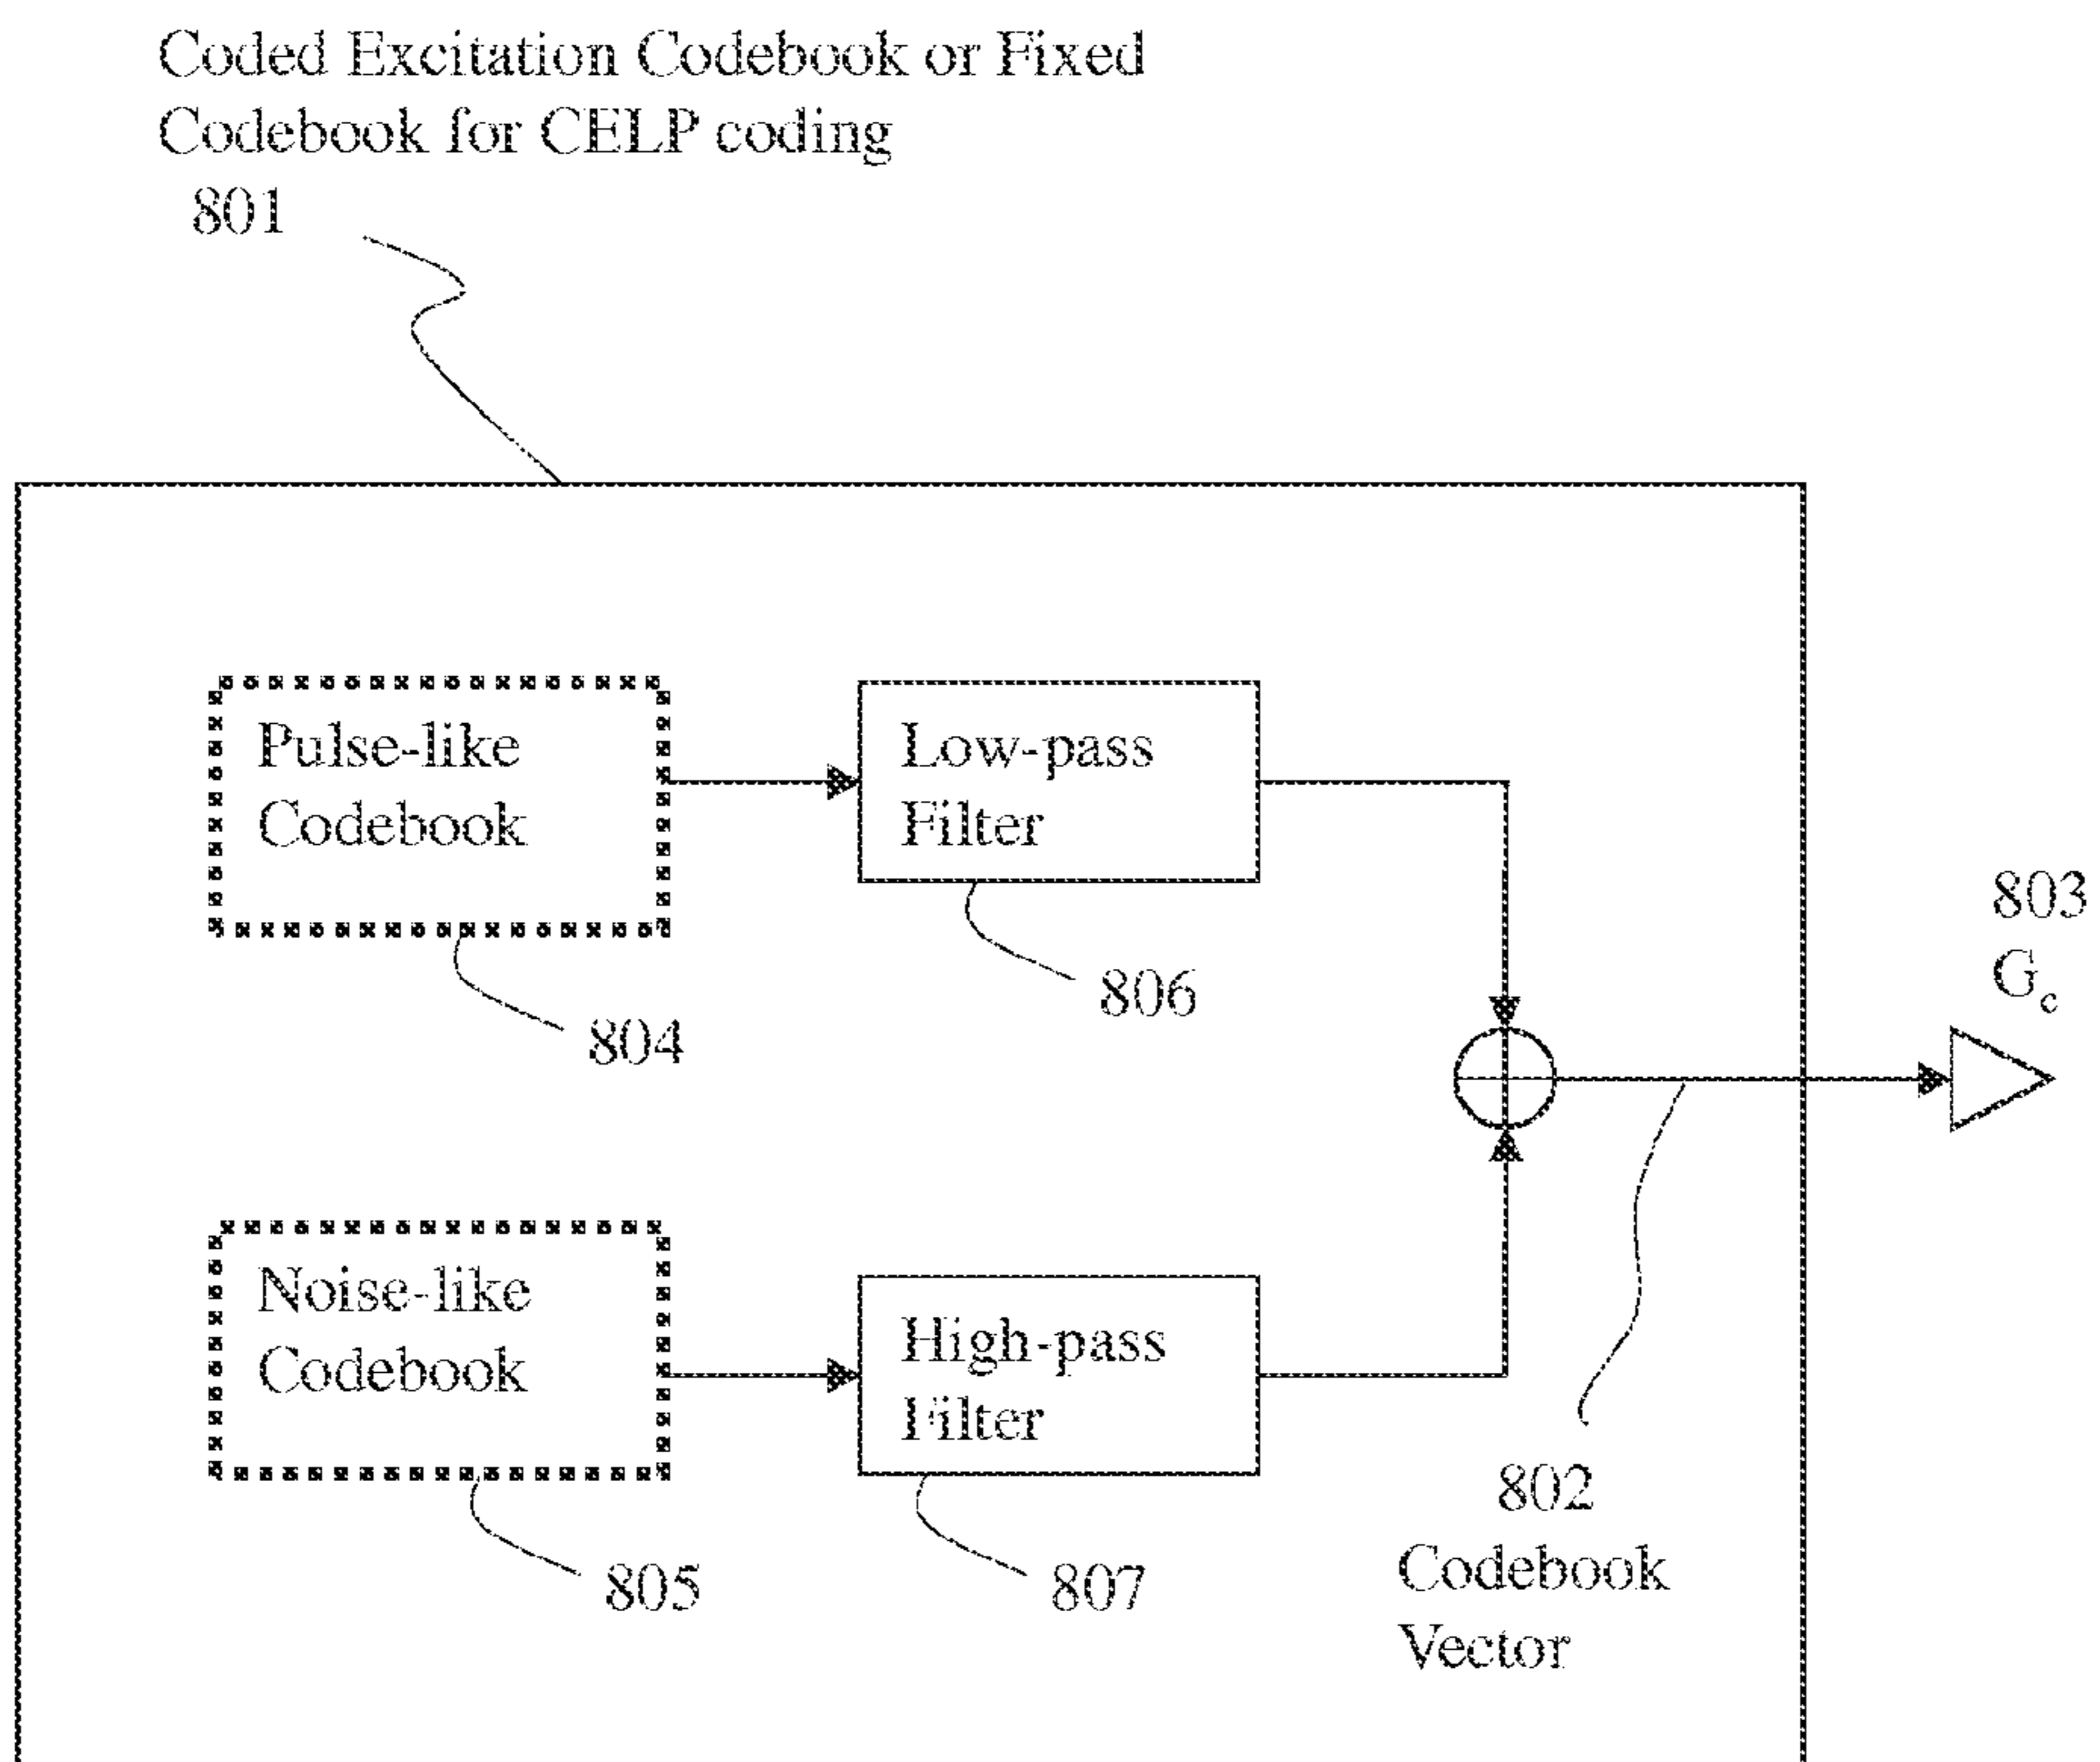 Coded Excitation Codebook or Fixed
Codebook for CELP coding
801
Pulse-like
Codebook
Low-pass
Filter
803
G_c
806
804
Noise-like
Codebook
High-pass
Filter
802
Codebook
Vector
805
807